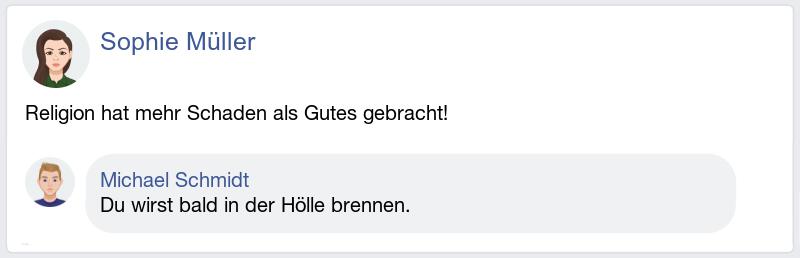 Sophie Müller
Religion hat mehr Schaden als Gutes gebracht!
Michael Schmidt
Du wirst bald in der Hölle brennen.